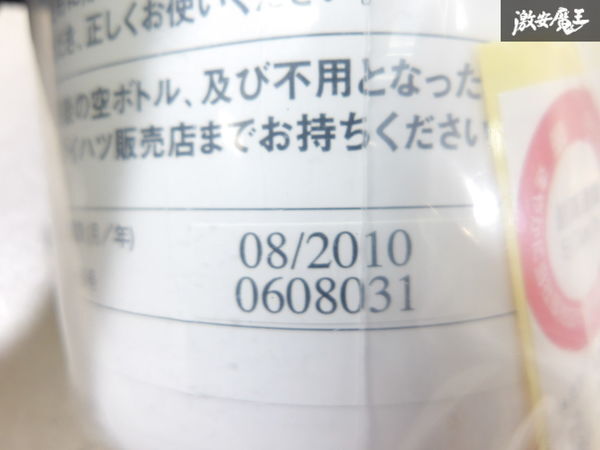 激安魔王
、正しくお使いください。
の空ボトル、及び不用となった
イハツ販売店までお持ちください
(月/年)
08/2010
0608031